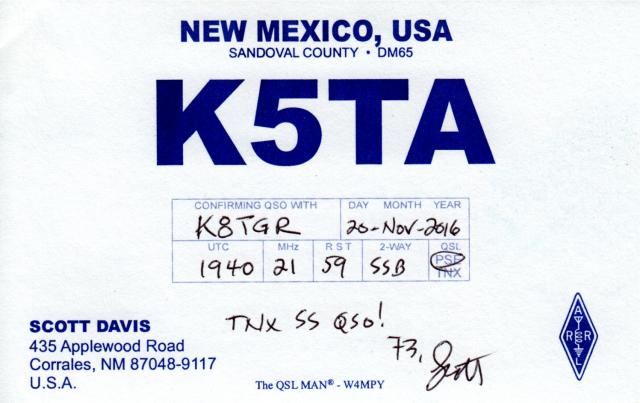 NEW MEXICO, USA
SANDOVAL COUNTY • DM65
K5TA
CONFIRMING QSO WITH DAY MONTH YEAR
K8TGR 20-Nov-2016
UTC MHz RST 2-WAY QSL
1940 21 59 SSB PSE
TNX
TNX SS QSO!
73, Scott
SCOTT DAVIS
435 Applewood Road
Corrales, NM 87048-9117
U.S.A.
The QSL MAN® - W4MPY
A
R R
L